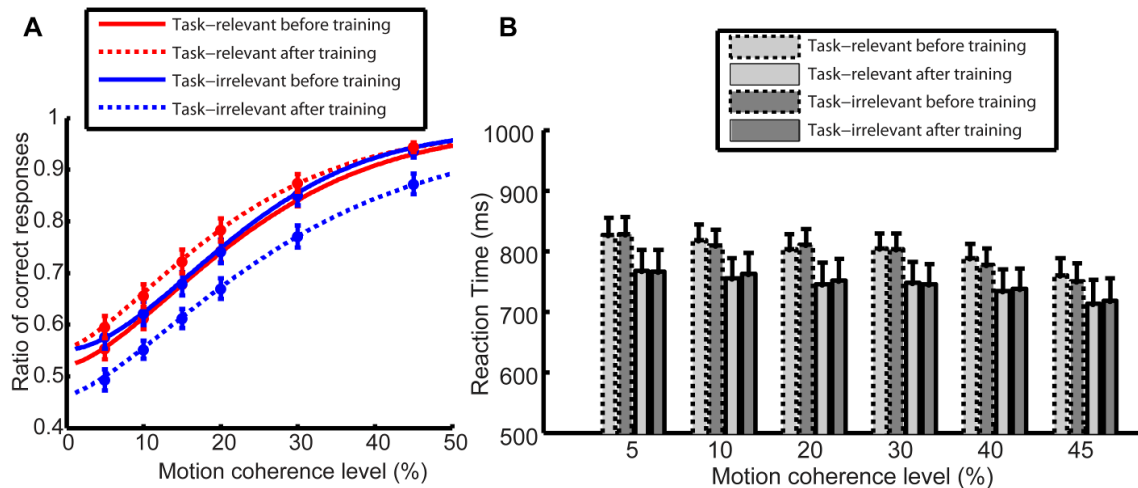 A
Task-relevant before training
Task-relevant after training
Task-irrelevant before training
Task-irrelevant after training
Ratio of correct responses
1
0.9
0.8
0.7
0.6
0.5
0.4
0 10 20 30 40 50
Motion coherence level (%)
B
Task-relevant before training
Task-relevant after training
Task-irrelevant before training
Task-irrelevant after training
Reaction Time (ms)
1000
900
800
700
600
500
5 10 20 30 40 45
Motion coherence level (%)